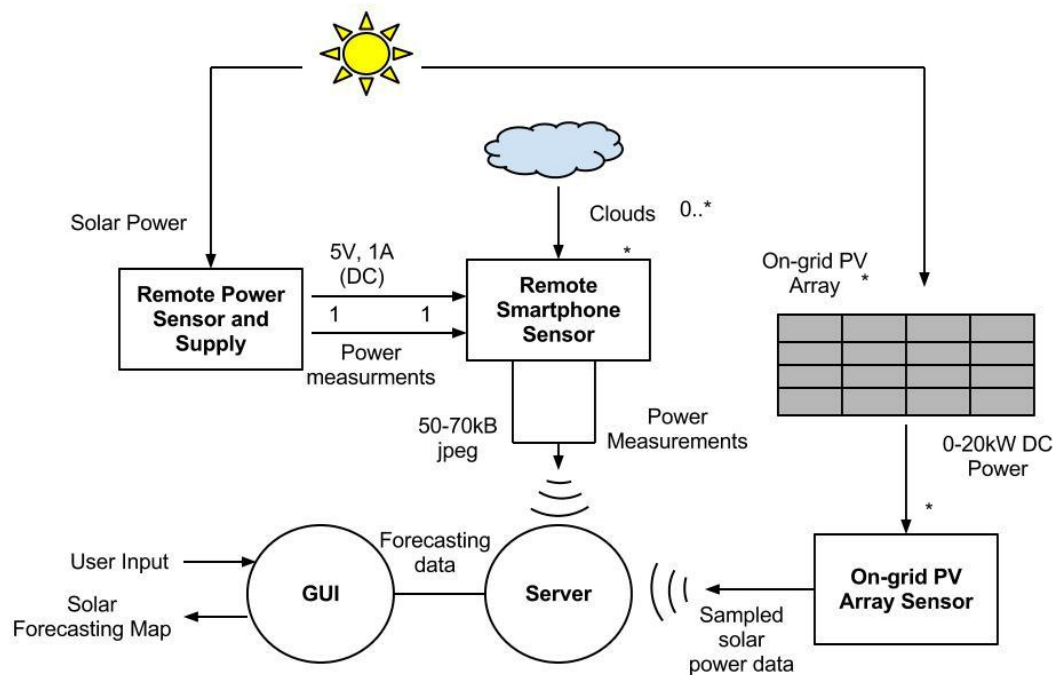 Solar Power
Clouds 0..*
5V, 1A
(DC)
*
On-grid PV
Array *
Remote Power
Sensor and
Supply
1 1
Power
measurments
Remote
Smartphone
Sensor
50-70kB
jpeg
Power
Measurements
0-20kW DC
Power
*
User Input
Solar
Forecasting Map
GUI
Forecasting
data
Server
Sampled
solar
power data
On-grid PV
Array Sensor